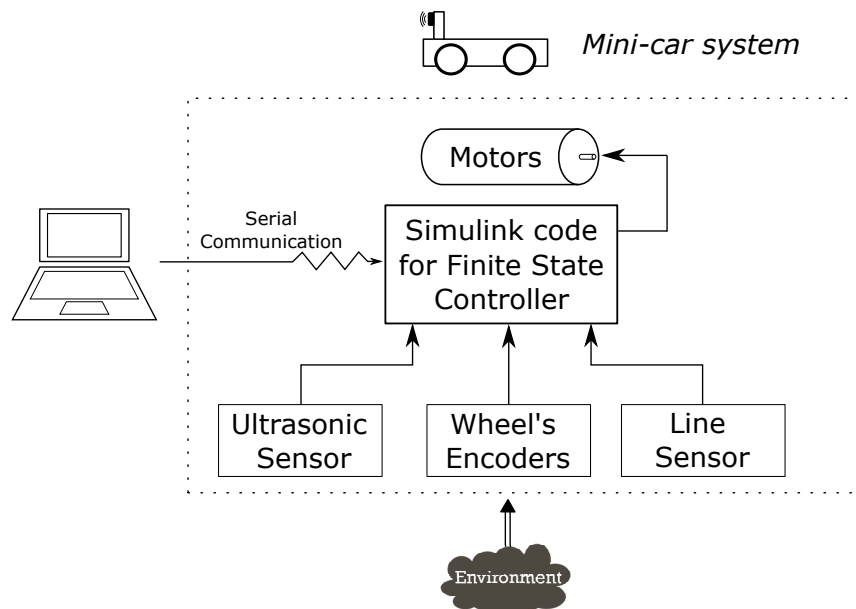 Mini-car system
Motors
Serial
Communication
Simulink code
for Finite State
Controller
Ultrasonic
Sensor
Wheel's
Encoders
Line
Sensor
Environment